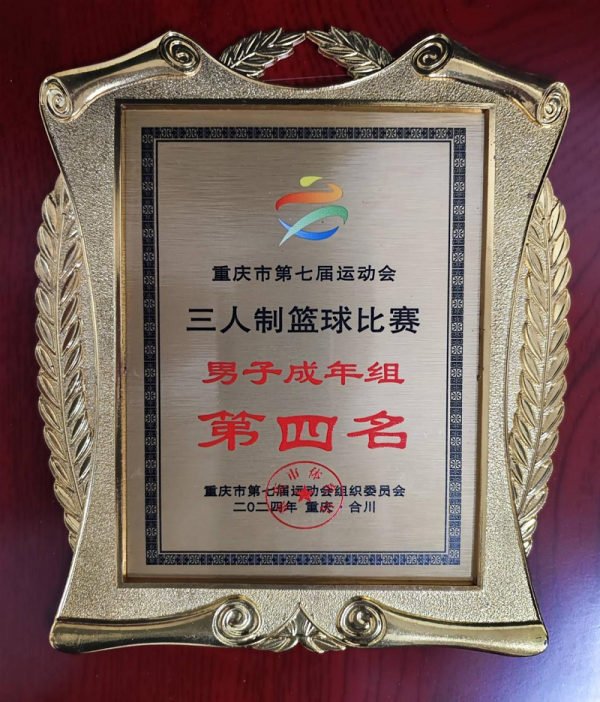 重庆市第七届运动会
三人制篮球比赛
男子成年组
第四名
重庆市第七届运动会组织委员会
二〇二四年 重庆·合川